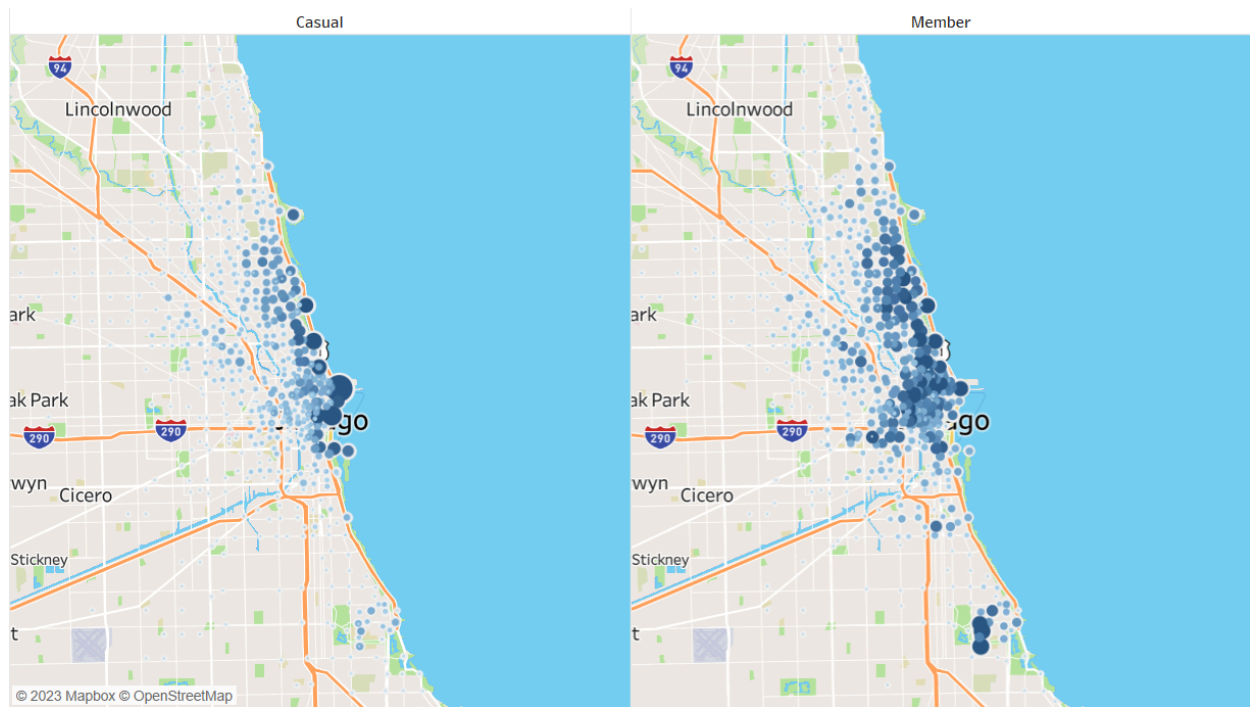 Casual
Member
94
Lincolnwood
ark
ak Park
290
290
ago
wyn
Cicero
Stickney
t
© 2023 Mapbox © OpenStreetMap
94
Lincolnwood
ark
ak Park
290
290
ago
wyn
Cicero
Stickney
t